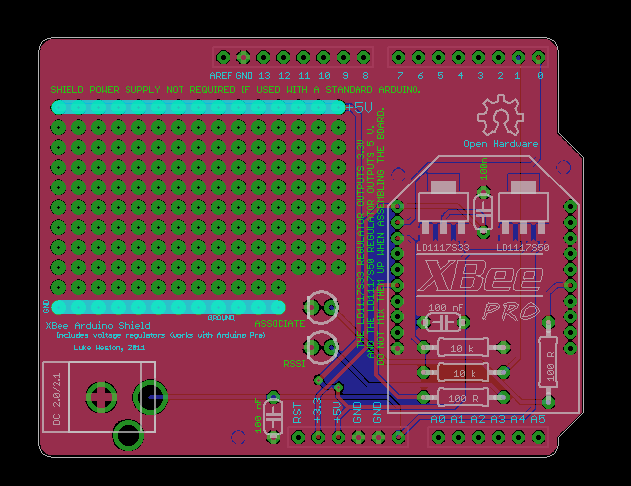 AREF GND 13 12 11 10 9 8 7 6 5 4 3 2 1 0
SHIELD POWER SUPPLY NOT REQUIRED IF USED WITH A STANDARD ARDUINO.
+5V
Open Hardware
100n
THE LD1117S33 REGULATOR OUTPUTS 3.3V
AND THE LD1117S50 REGULATOR OUTPUTS 5 V.
DO NOT MIX THEM UP WHEN ASSEMBLING THE BOARD.
LD1117S33 LD1117S50
XBee
PRO
GND
GROUND
XBee Arduino Shield
Includes voltage regulators (works with Arduino Pro)
ASSOCIATE
100 nF
RSSI
10 k
10 k
100 R
100 R
DC 2.0/2.1
100 nF
RST +3.3 +5V GND GND
A0 A1 A2 A3 A4 A5